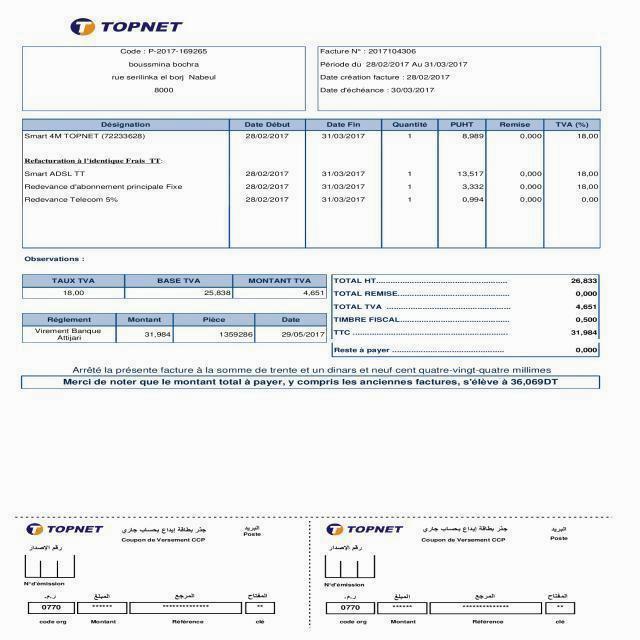 TOPNET
Code : P-2017-169265
boussmina bochra
rue serilinka el borj Nabeul
8000
Facture N° : 2017104306
Période du 28/02/2017 Au 31/03/2017
Date création facture : 28/02/2017
Date d'échéance : 30/03/2017
Désignation Date Début Date Fin Quantité PUHT Remise TVA (%)
Smart 4M TOPNET (72233628) 28/02/2017 31/03/2017 1 8,989 0,000 18,00
Refacturation à l'identique Frais TT:
Smart ADSL TT 28/02/2017 31/03/2017 1 13,517 0,000 18,00
Redevance d'abonnement principale Fixe 28/02/2017 31/03/2017 1 3,332 0,000 18,00
Redevance Telecom 5% 28/02/2017 31/03/2017 1 0,994 0,000 0,00
Observations :
TAUX TVA BASE TVA MONTANT TVA
18,00 25,838 4,651
Réglement Montant Pièce Date
Virement Banque Attijari 31,984 1359286 29/05/2017
TOTAL HT 26,833
TOTAL REMISE 0,000
TOTAL TVA 4,651
TIMBRE FISCAL 0,500
TTC 31,984
Reste à payer 0,000
Arrêté la présente facture à la somme de trente et un dinars et neuf cent quatre-vingt-quatre millimes
Merci de noter que le montant total à payer, y compris les anciennes factures, s'élève à 36,069DT
TOPNET جذر بطاقة إيداع بحساب جاري البريد
Coupon de Versement CCP Poste
رقم الإصدار
N°d'émission
ر.م. المبلغ المرجع المفتاح
0770 ****** ************** **
code org Montant Référence clé
TOPNET جذر بطاقة إيداع بحساب جاري البريد
Coupon de Versement CCP Poste
رقم الإصدار
N°d'émission
ر.م. المبلغ المرجع المفتاح
0770 ****** ************** **
code org Montant Référence clé